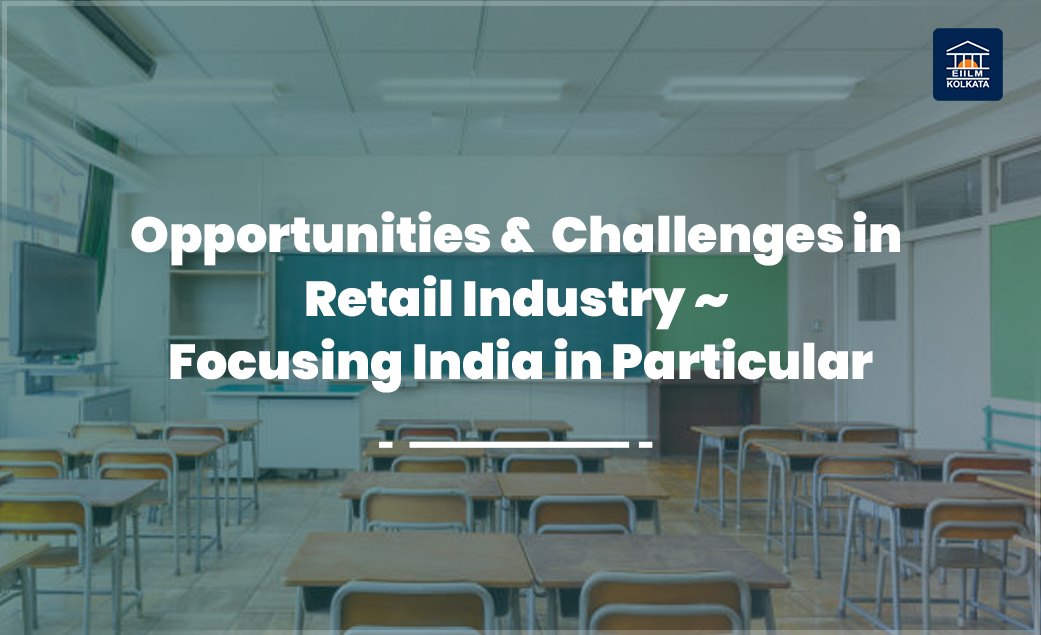 EIILM
KOLKATA
Opportunities & Challenges in
Retail Industry ~
Focusing India in Particular